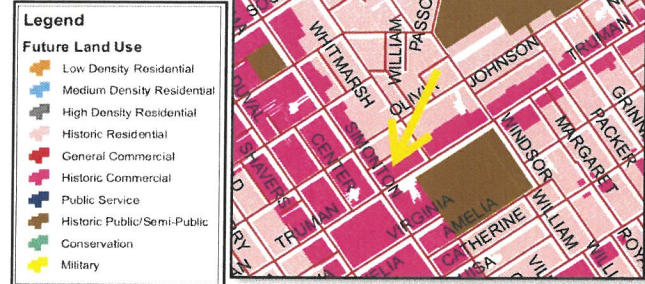 Legend
Future Land Use
Low Density Residential
Medium Density Residential
High Density Residential
Historic Residential
General Commercial
Historic Commercial
Public Service
Historic Public/Semi-Public
Conservation
Military
WHITMARSH
WILLIAM
PASSO
JOHNSON
TRUMAN
DUVAL
OLIVIA
SIMONTON
CENTER
SHAVERS
WINDSOR
MARGARET
PACKER
GRINN
TRUMAN
VIRGINIA
AMELIA
CATHERINE
WILLIAM